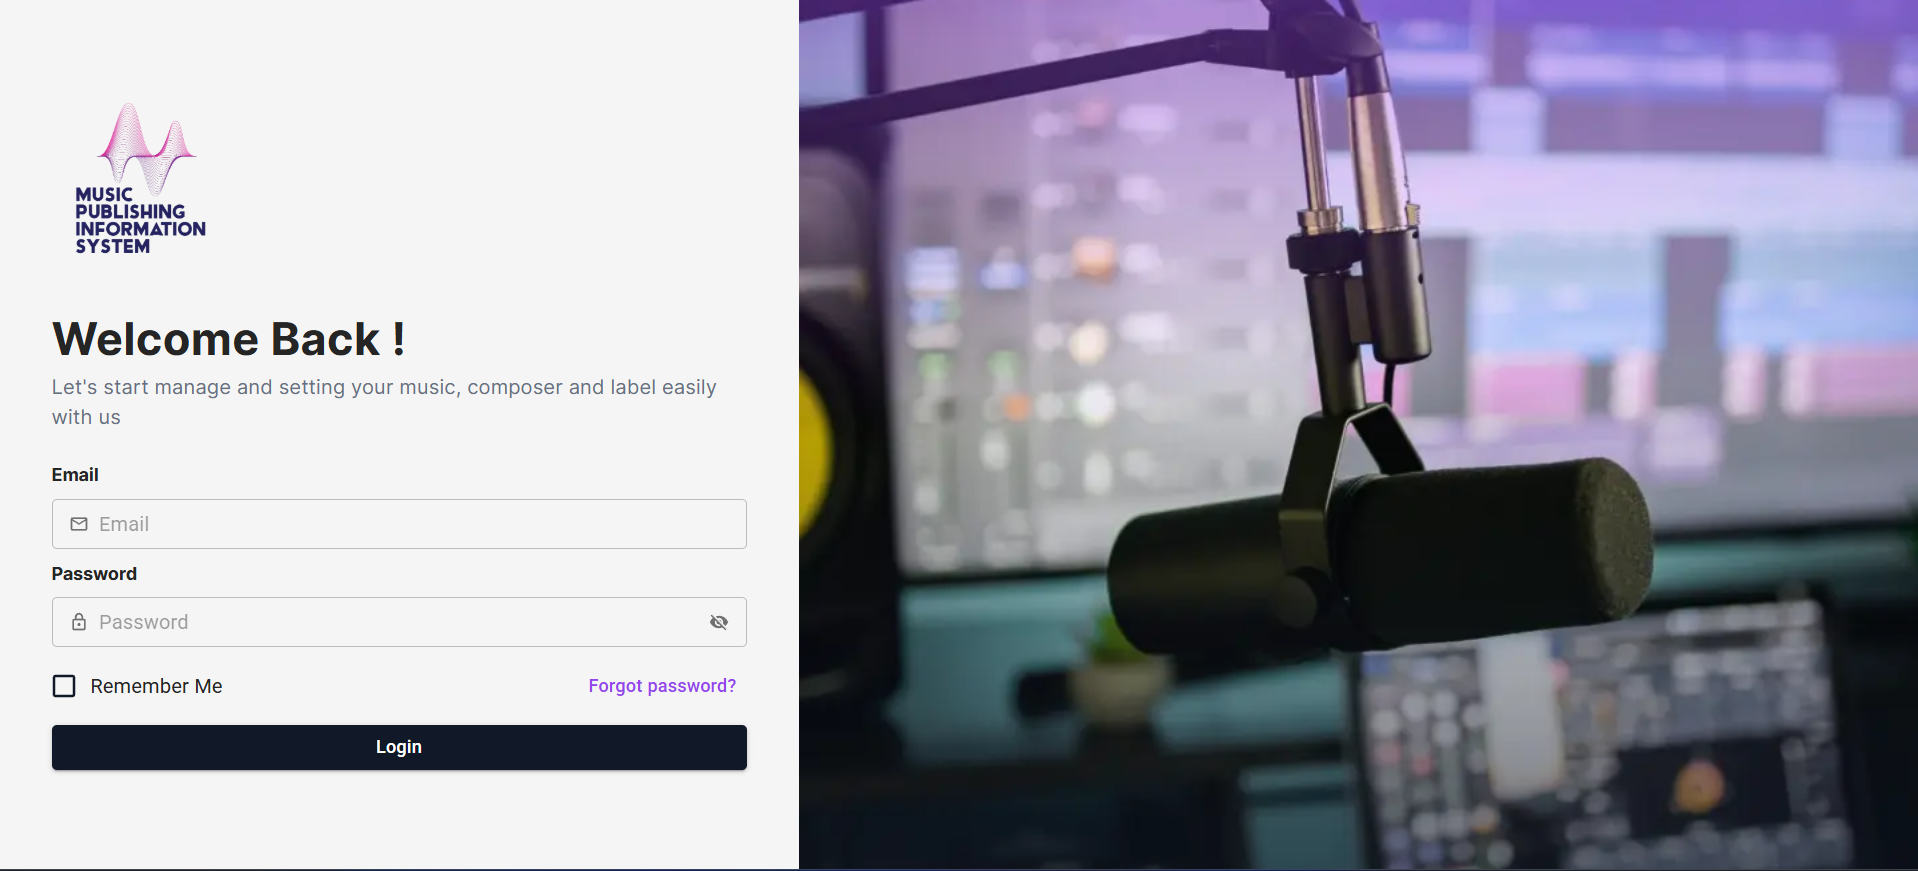 MUSIC
PUBLISHING
INFORMATION
SYSTEM
Welcome Back !
Let's start manage and setting your music, composer and label easily
with us
Email
Email
Password
Password
Remember Me
Forgot password?
Login